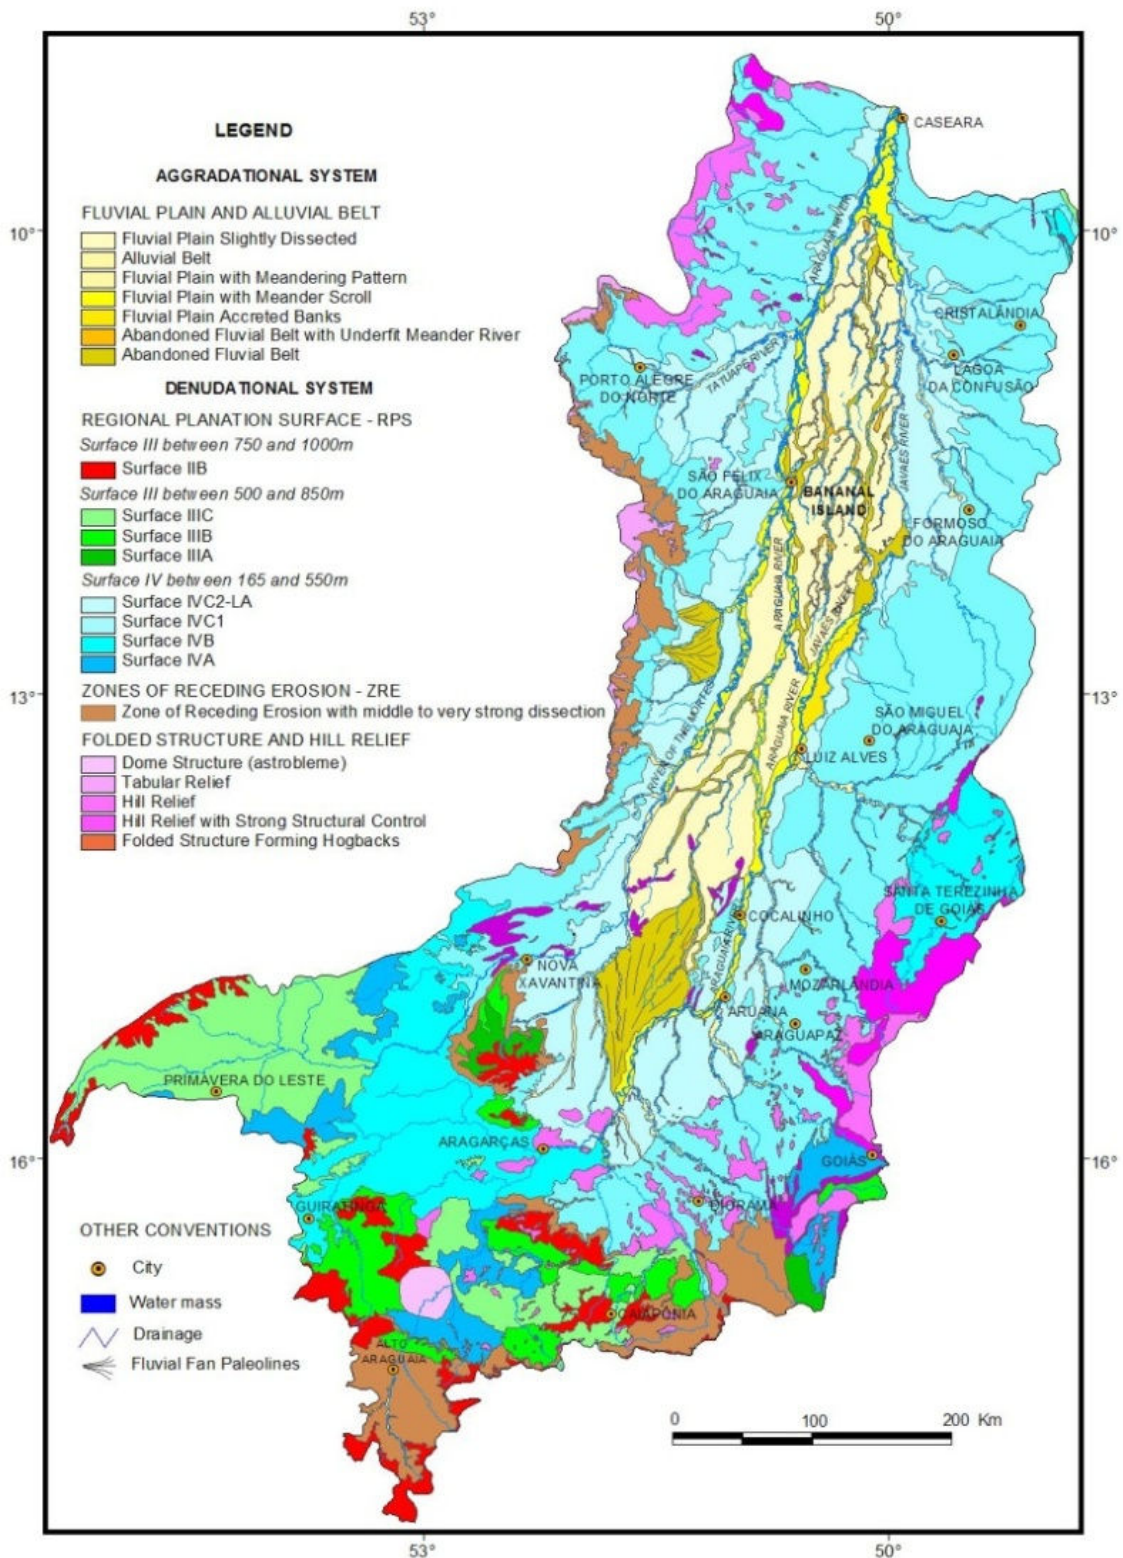 53°
50°
LEGEND
AGGRADATIONAL SYSTEM
FLUVIAL PLAIN AND ALLUVIAL BELT
Fluvial Plain Slightly Dissected
Alluvial Belt
Fluvial Plain with Meandering Pattern
Fluvial Plain with Meander Scroll
Fluvial Plain Accreted Banks
Abandoned Fluvial Belt with Underfit Meander River
Abandoned Fluvial Belt
DENUDATIONAL SYSTEM
REGIONAL PLANATION SURFACE - RPS
Surface III between 750 and 1000m
Surface IIB
Surface III between 500 and 850m
Surface IIIC
Surface IIIB
Surface IIIA
Surface IV between 165 and 550m
Surface IVC2-LA
Surface IVC1
Surface IVB
Surface IVA
ZONES OF RECEDING EROSION - ZRE
Zone of Receding Erosion with middle to very strong dissection
FOLDED STRUCTURE AND HILL RELIEF
Dome Structure (astrobleme)
Tabular Relief
Hill Relief
Hill Relief with Strong Structural Control
Folded Structure Forming Hogbacks
OTHER CONVENTIONS
City
Water mass
Drainage
Fluvial Fan Paleolines
10°
10°
13°
13°
16°
16°
CASEARA
ARAGUAIA RIVER
CRISTALÂNDIA
LAGOA
DA CONFUSÃO
TATUAPE RIVER
PORTO ALEGRE
DO NORTE
JAVAÉS RIVER
SÃO FÉLIX
DO ARAGUAIA
BANANAL
ISLAND
FORMOSO
DO ARAGUAIA
ARAGUAIA RIVER
JAVAÉS RIVER
RIVER OF THE MORTES
ARAGUAIA RIVER
SÃO MIGUEL
DO ARAGUAIA
LUIZ ALVES
SANTA TEREZINHA
DE GOIÁS
COCALINHO
ARAGUAIA RIVER
NOVA
XAVANTINA
MOZARLÂNDIA
ARUANA
ARAGUAPAZ
PRIMAVERA DO LESTE
ARAGARÇAS
GOIÁS
GUIRATINGA
DIORAMA
CAIAPÔNIA
ALTO
ARAGUAIA
0 100 200 Km
53°
50°